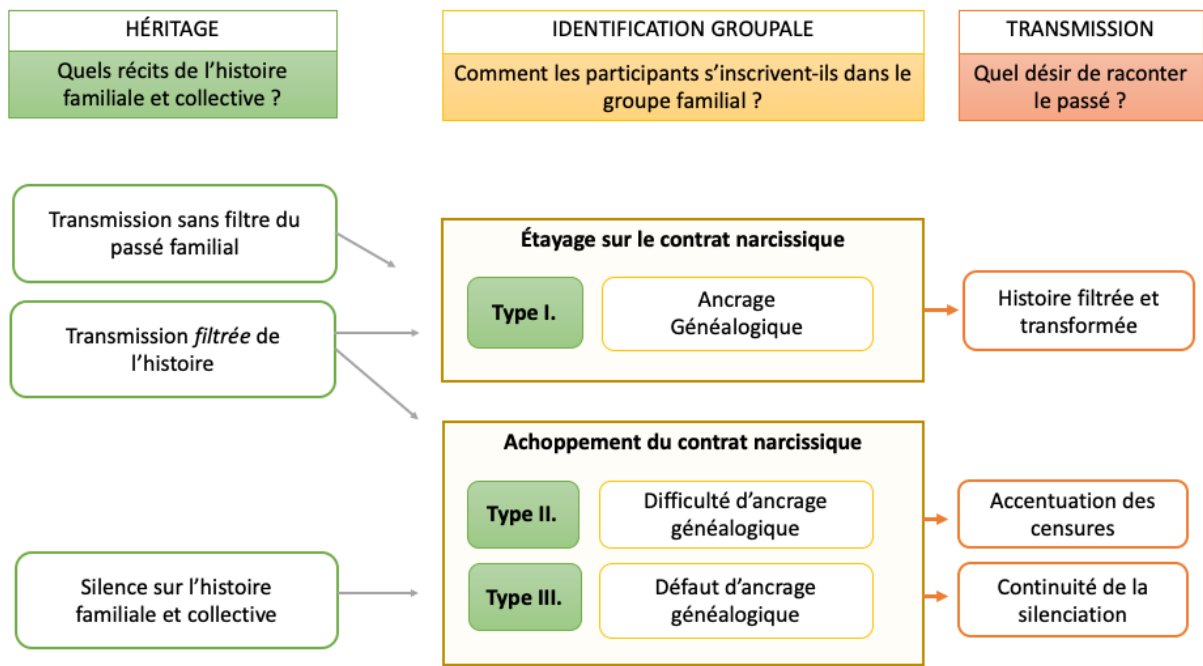 HÉRITAGE
Quels récits de l'histoire
familiale et collective ?
IDENTIFICATION GROUPALE
Comment les participants s'inscrivent-ils dans le
groupe familial ?
TRANSMISSION
Quel désir de raconter
le passé ?
Transmission sans filtre du
passé familial
Transmission filtrée de
l'histoire
Silence sur l'histoire
familiale et collective
Étayage sur le contrat narcissique
Type I.
Ancrage
Généalogique
Histoire filtrée et
transformée
Achoppement du contrat narcissique
Type II.
Difficulté d'ancrage
généalogique
Accentuation des
censures
Type III.
Défaut d'ancrage
généalogique
Continuité de la
silenciation